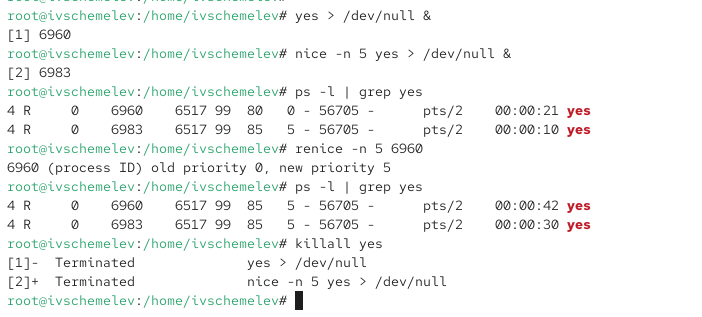 root@ivschemelev:/home/ivschemelev# yes > /dev/null &
[1] 6960
root@ivschemelev:/home/ivschemelev# nice -n 5 yes > /dev/null &
[2] 6983
root@ivschemelev:/home/ivschemelev# ps -l | grep yes
4 R     0    6960    6517 99  80   0 - 56705 -      pts/2    00:00:21 yes
4 R     0    6983    6517 99  85   5 - 56705 -      pts/2    00:00:10 yes
root@ivschemelev:/home/ivschemelev# renice -n 5 6960
6960 (process ID) old priority 0, new priority 5
root@ivschemelev:/home/ivschemelev# ps -l | grep yes
4 R     0    6960    6517 99  85   5 - 56705 -      pts/2    00:00:42 yes
4 R     0    6983    6517 99  85   5 - 56705 -      pts/2    00:00:30 yes
root@ivschemelev:/home/ivschemelev# killall yes
[1]-  Terminated              yes > /dev/null
[2]+  Terminated              nice -n 5 yes > /dev/null
root@ivschemelev:/home/ivschemelev#